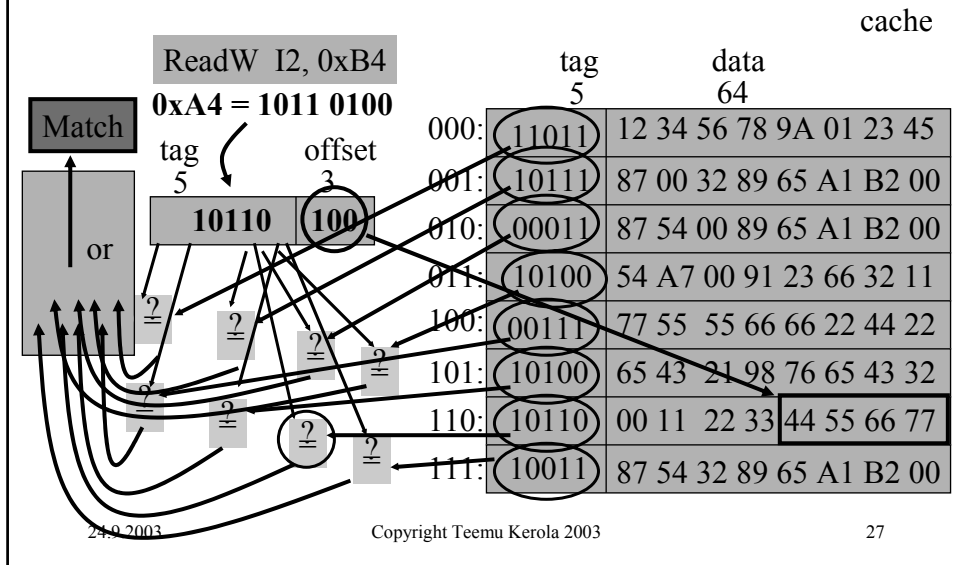 cache
ReadW I2, 0xB4
0xA4 = 1011 0100
Match
tag
5
offset
3
10110 100
or
tag
5
data
64
000: 11011 12 34 56 78 9A 01 23 45
001: 10111 87 00 32 89 65 A1 B2 00
010: 00011 87 54 00 89 65 A1 B2 00
011: 10100 54 A7 00 91 23 66 32 11
100: 00111 77 55 55 66 66 22 44 22
101: 10100 65 43 21 98 76 65 43 32
110: 10110 00 11 22 33 44 55 66 77
111: 10011 87 54 32 89 65 A1 B2 00
?
=
?
=
?
=
?
=
?
=
?
=
?
=
?
=
24.9.2003 Copyright Teemu Kerola 2003 27